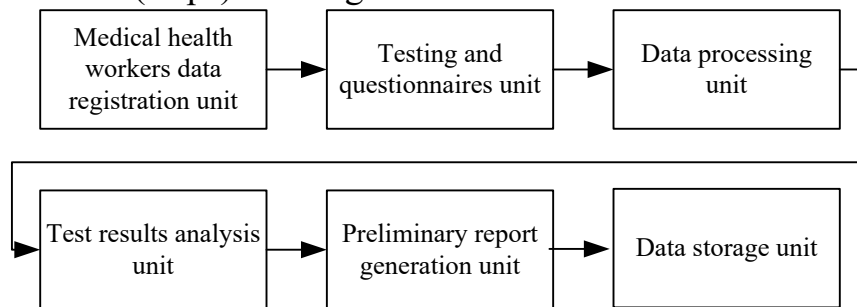 Medical health
workers data
registration unit
Testing and
questionnaires unit
Data processing
unit
Test results analysis
unit
Preliminary report
generation unit
Data storage unit